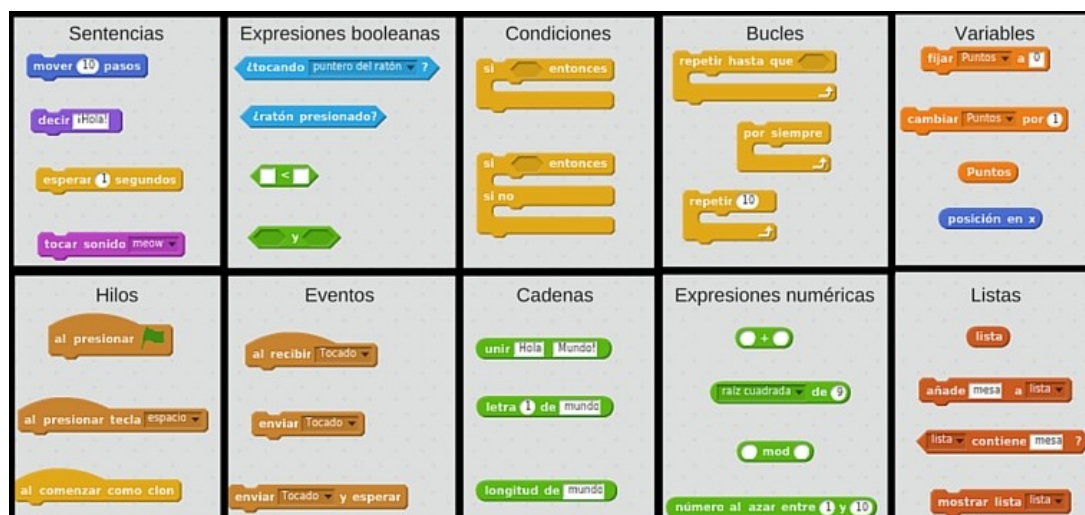 Sentencias
mover 10 pasos
decir ¡Hola!
esperar 1 segundos
tocar sonido meow
Expresiones booleanas
¿tocando puntero del ratón ?
¿ratón presionado?
<
y
Condiciones
si entonces
si entonces
si no
Bucles
repetir hasta que
por siempre
repetir 10
Variables
fijar Puntos a 0
cambiar Puntos por 1
Puntos
posición en x
Hilos
al presionar
al presionar tecla espacio
al comenzar como clon
Eventos
al recibir Tocado
enviar Tocado
enviar Tocado y esperar
Cadenas
unir Hola Mundo!
letra 1 de mundo
longitud de mundo
Expresiones numéricas
+
raíz cuadrada de 9
mod
número al azar entre 1 y 10
Listas
lista
añade mesa a lista
lista contiene mesa ?
mostrar lista lista